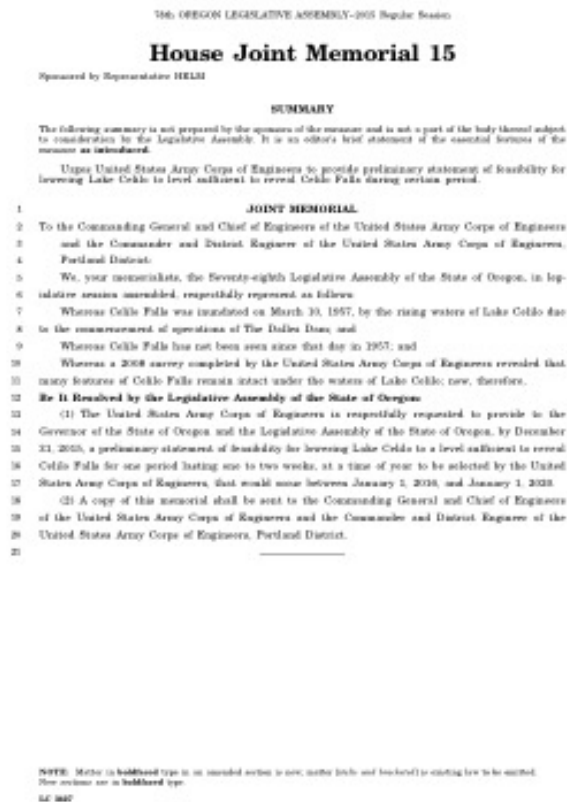 78th OREGON LEGISLATIVE ASSEMBLY--2015 Regular Session
House Joint Memorial 15
Sponsored by Representative HELM
SUMMARY
The following summary is not prepared by the sponsors of the measure and is not a part of the body thereof subject
to consideration by the Legislative Assembly. It is an editor's brief statement of the essential features of the
measure as introduced.
Urges United States Army Corps of Engineers to provide preliminary statement of feasibility for
lowering Lake Celilo to level sufficient to reveal Celilo Falls during certain period.
1 JOINT MEMORIAL
2 To the Commanding General and Chief of Engineers of the United States Army Corps of Engineers
3 and the Commander and District Engineer of the United States Army Corps of Engineers,
4 Portland District:
5 We, your memorialists, the Seventy-eighth Legislative Assembly of the State of Oregon, in leg-
6 islative session assembled, respectfully represent as follows:
7 Whereas Celilo Falls was inundated on March 10, 1957, by the rising waters of Lake Celilo due
8 to the commencement of operations of The Dalles Dam; and
9 Whereas Celilo Falls has not been seen since that day in 1957; and
10 Whereas a 2008 survey completed by the United States Army Corps of Engineers revealed that
11 many features of Celilo Falls remain intact under the waters of Lake Celilo; now, therefore,
12 Be It Resolved by the Legislative Assembly of the State of Oregon:
13 (1) The United States Army Corps of Engineers is respectfully requested to provide to the
14 Governor of the State of Oregon and the Legislative Assembly of the State of Oregon, by December
15 31, 2015, a preliminary statement of feasibility for lowering Lake Celilo to a level sufficient to reveal
16 Celilo Falls for one period lasting one to two weeks, at a time of year to be selected by the United
17 States Army Corps of Engineers, that would occur between January 1, 2016, and January 1, 2020.
18 (2) A copy of this memorial shall be sent to the Commanding General and Chief of Engineers
19 of the United States Army Corps of Engineers and the Commander and District Engineer of the
20 United States Army Corps of Engineers, Portland District.
21
NOTE: Matter in boldfaced type in an amended section is new; matter [italic and bracketed] is existing law to be omitted.
New sections are in boldfaced type.
LC